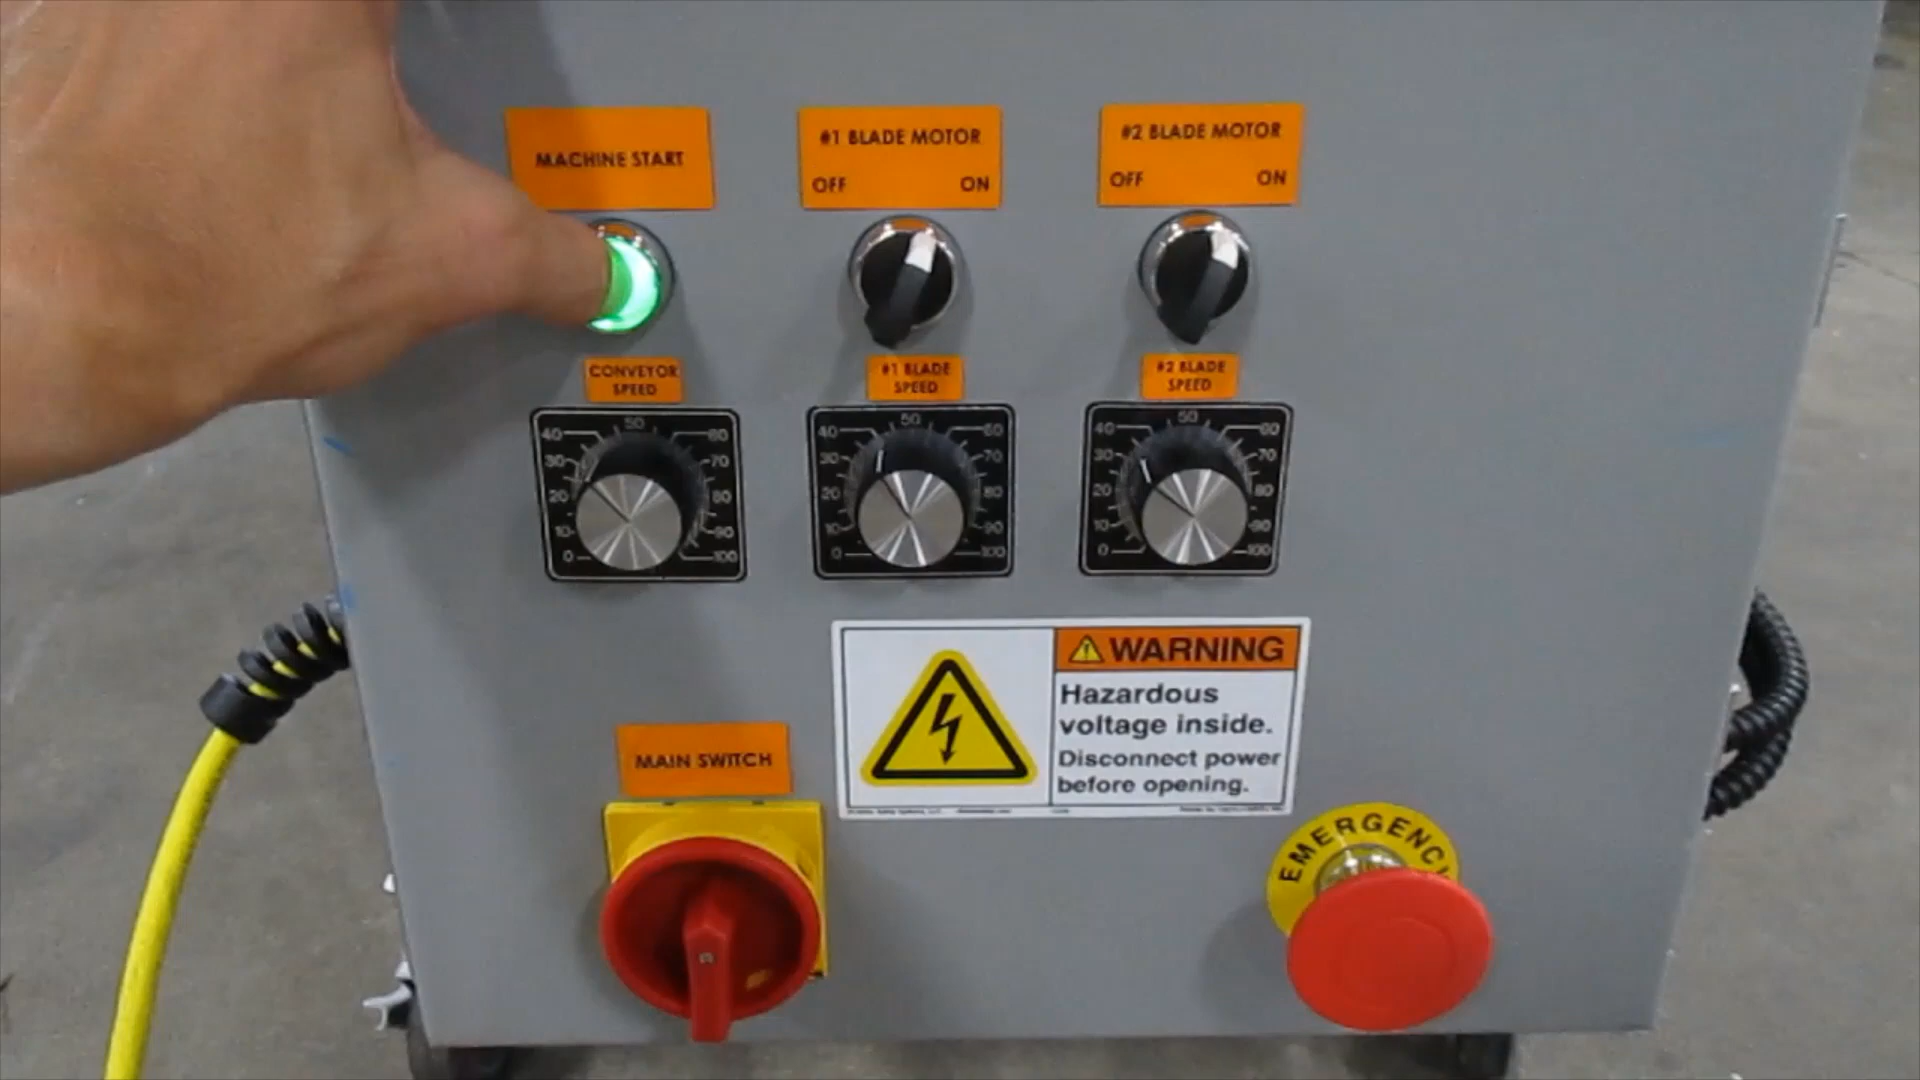 MACHINE START
#1 BLADE MOTOR
OFF ON
#2 BLADE MOTOR
OFF ON
CONVEYOR
SPEED
#1 BLADE
SPEED
#2 BLADE
SPEED
0 10 20 30 40 50 60 70 80 90 100
0 10 20 30 40 50 60 70 80 90 100
0 10 20 30 40 50 60 70 80 90 100
WARNING
Hazardous
voltage inside.
Disconnect power
before opening.
MAIN SWITCH
EMERGENCY